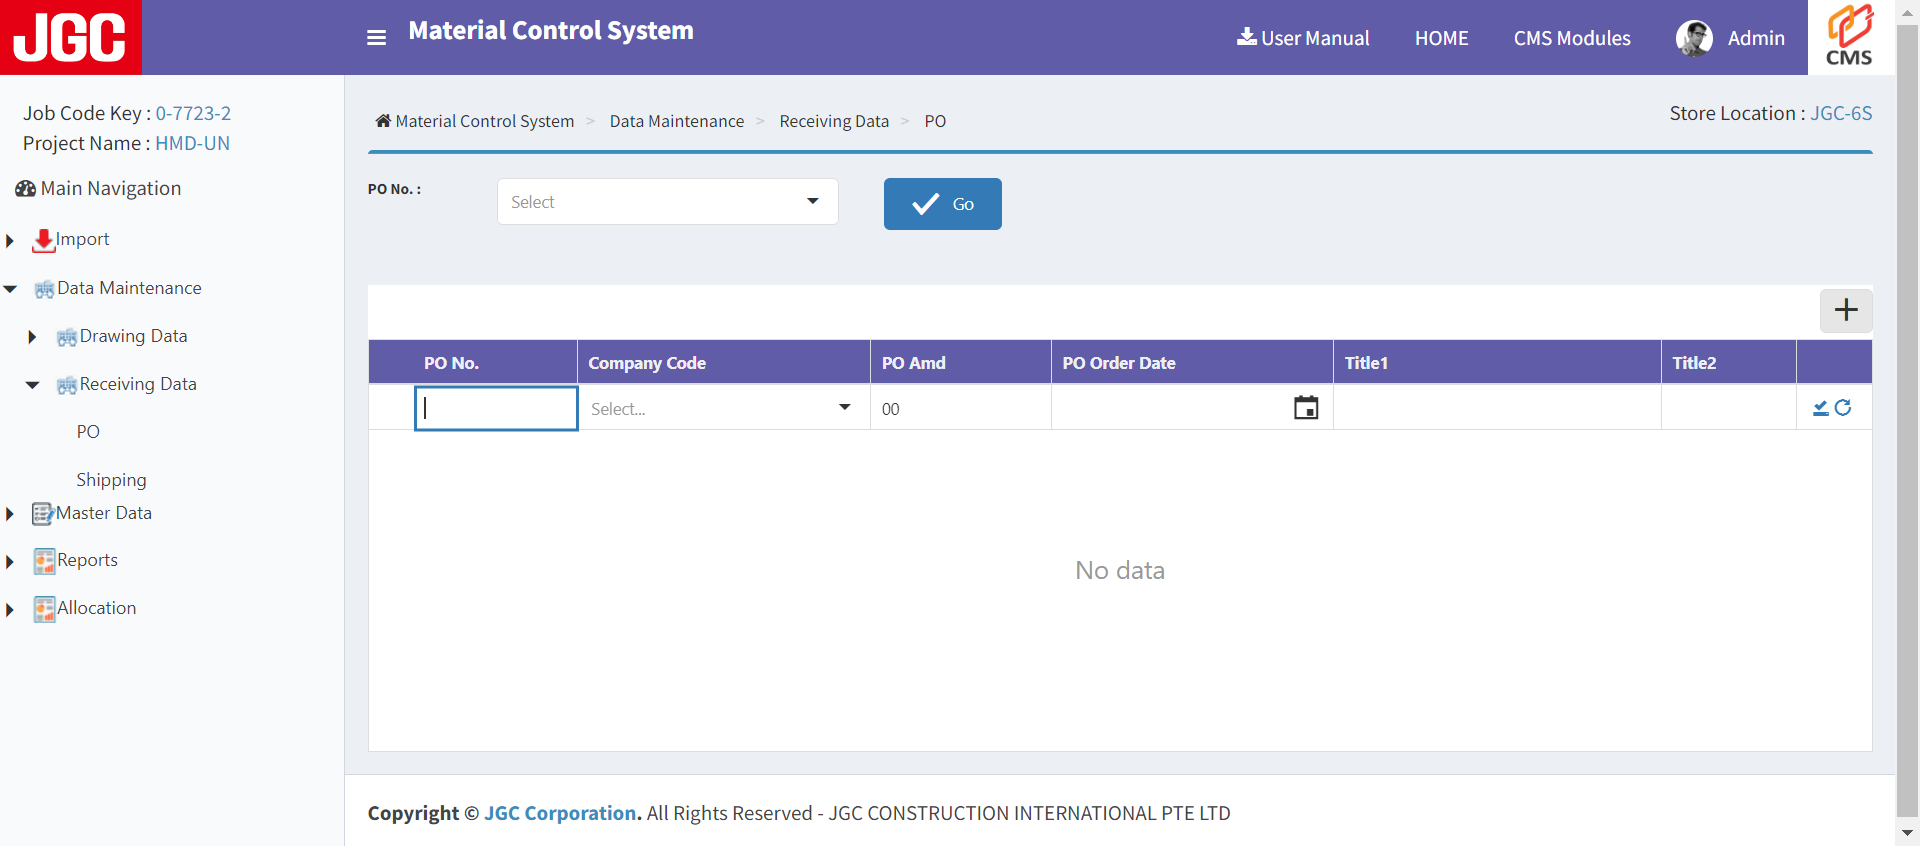 JGC
Material Control System
User Manual
HOME
CMS Modules
Admin
CMS
Job Code Key : 0-7723-2
Project Name : HMD-UN
Main Navigation
Import
Data Maintenance
Drawing Data
Receiving Data
PO
Shipping
Master Data
Reports
Allocation
Material Control System > Data Maintenance > Receiving Data > PO
Store Location : JGC-6S
PO No. :
Select
Go
PO No. Company Code PO Amd PO Order Date Title1 Title2
Select... 00
No data
Copyright © JGC Corporation. All Rights Reserved - JGC CONSTRUCTION INTERNATIONAL PTE LTD